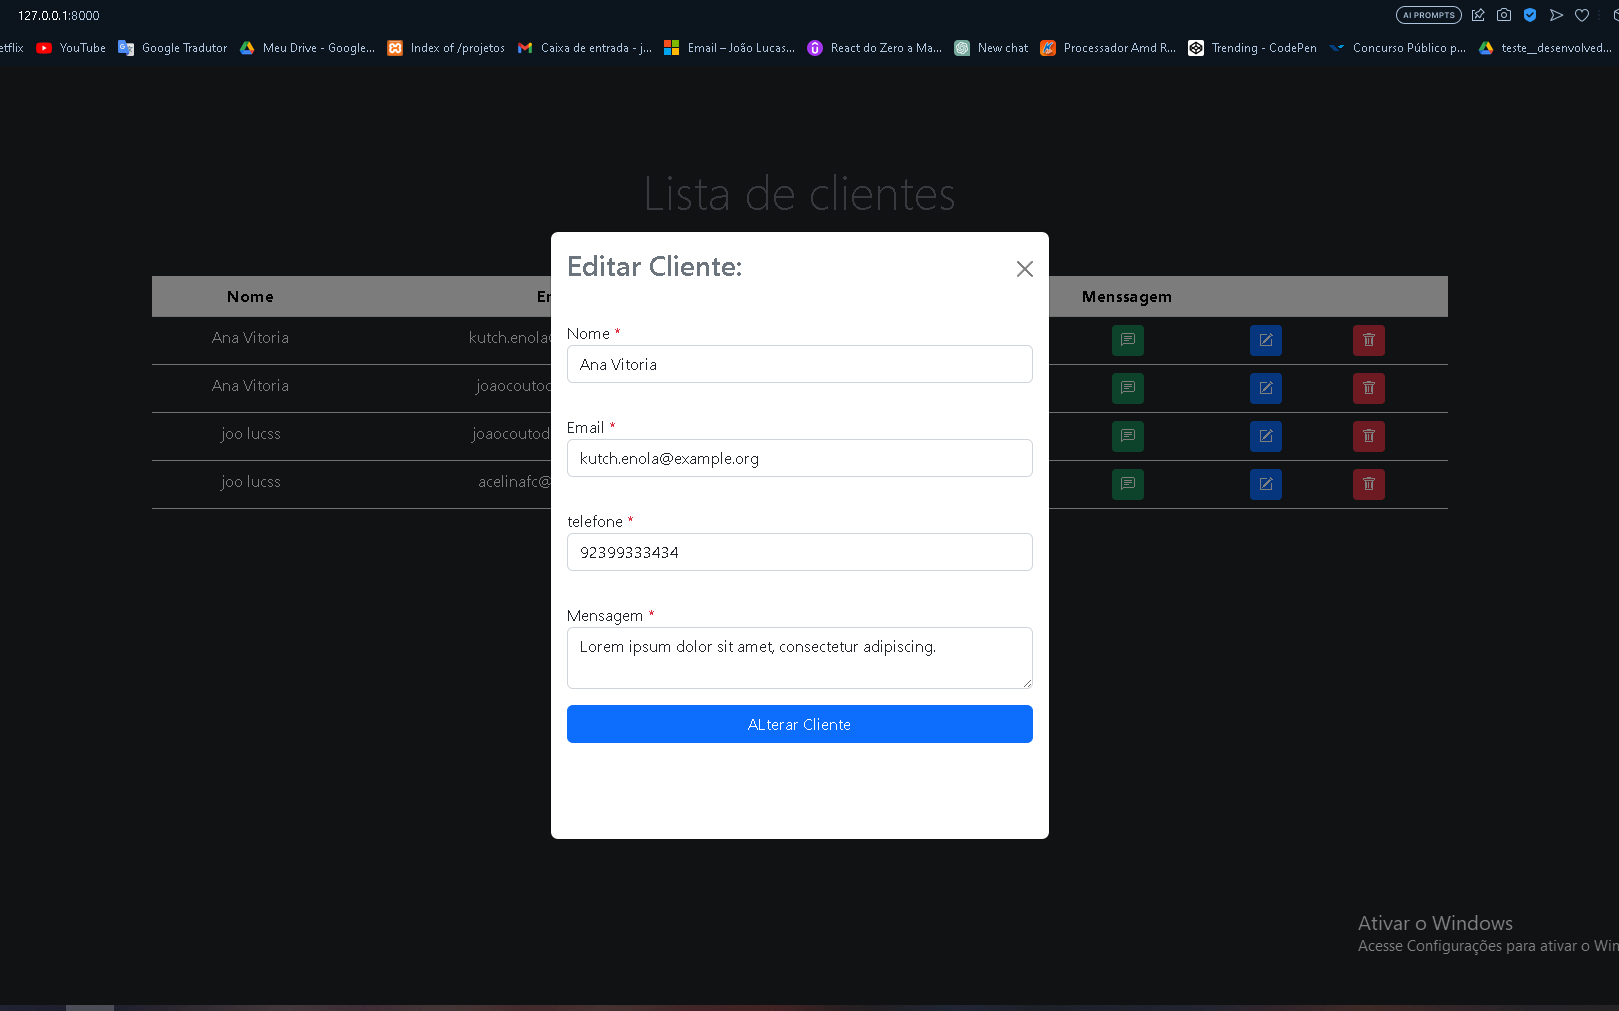 127.0.0.1:8000
AI PROMPTS
etflix YouTube Google Tradutor Meu Drive - Google... Index of /projetos Caixa de entrada - j... Email – João Lucas... React do Zero a Ma... New chat Processador Amd R... Trending - CodePen Concurso Público p... teste_desenvolved...
Lista de clientes
Editar Cliente:
Nome Em Menssagem
Ana Vitoria kutch.enola@
Ana Vitoria joaocoutod
joo lucss joaocoutod
joo lucss acelinafc@
Nome *
Ana Vitoria
Email *
kutch.enola@example.org
telefone *
92399333434
Mensagem *
Lorem ipsum dolor sit amet, consectetur adipiscing.
ALterar Cliente
Ativar o Windows
Acesse Configurações para ativar o Win